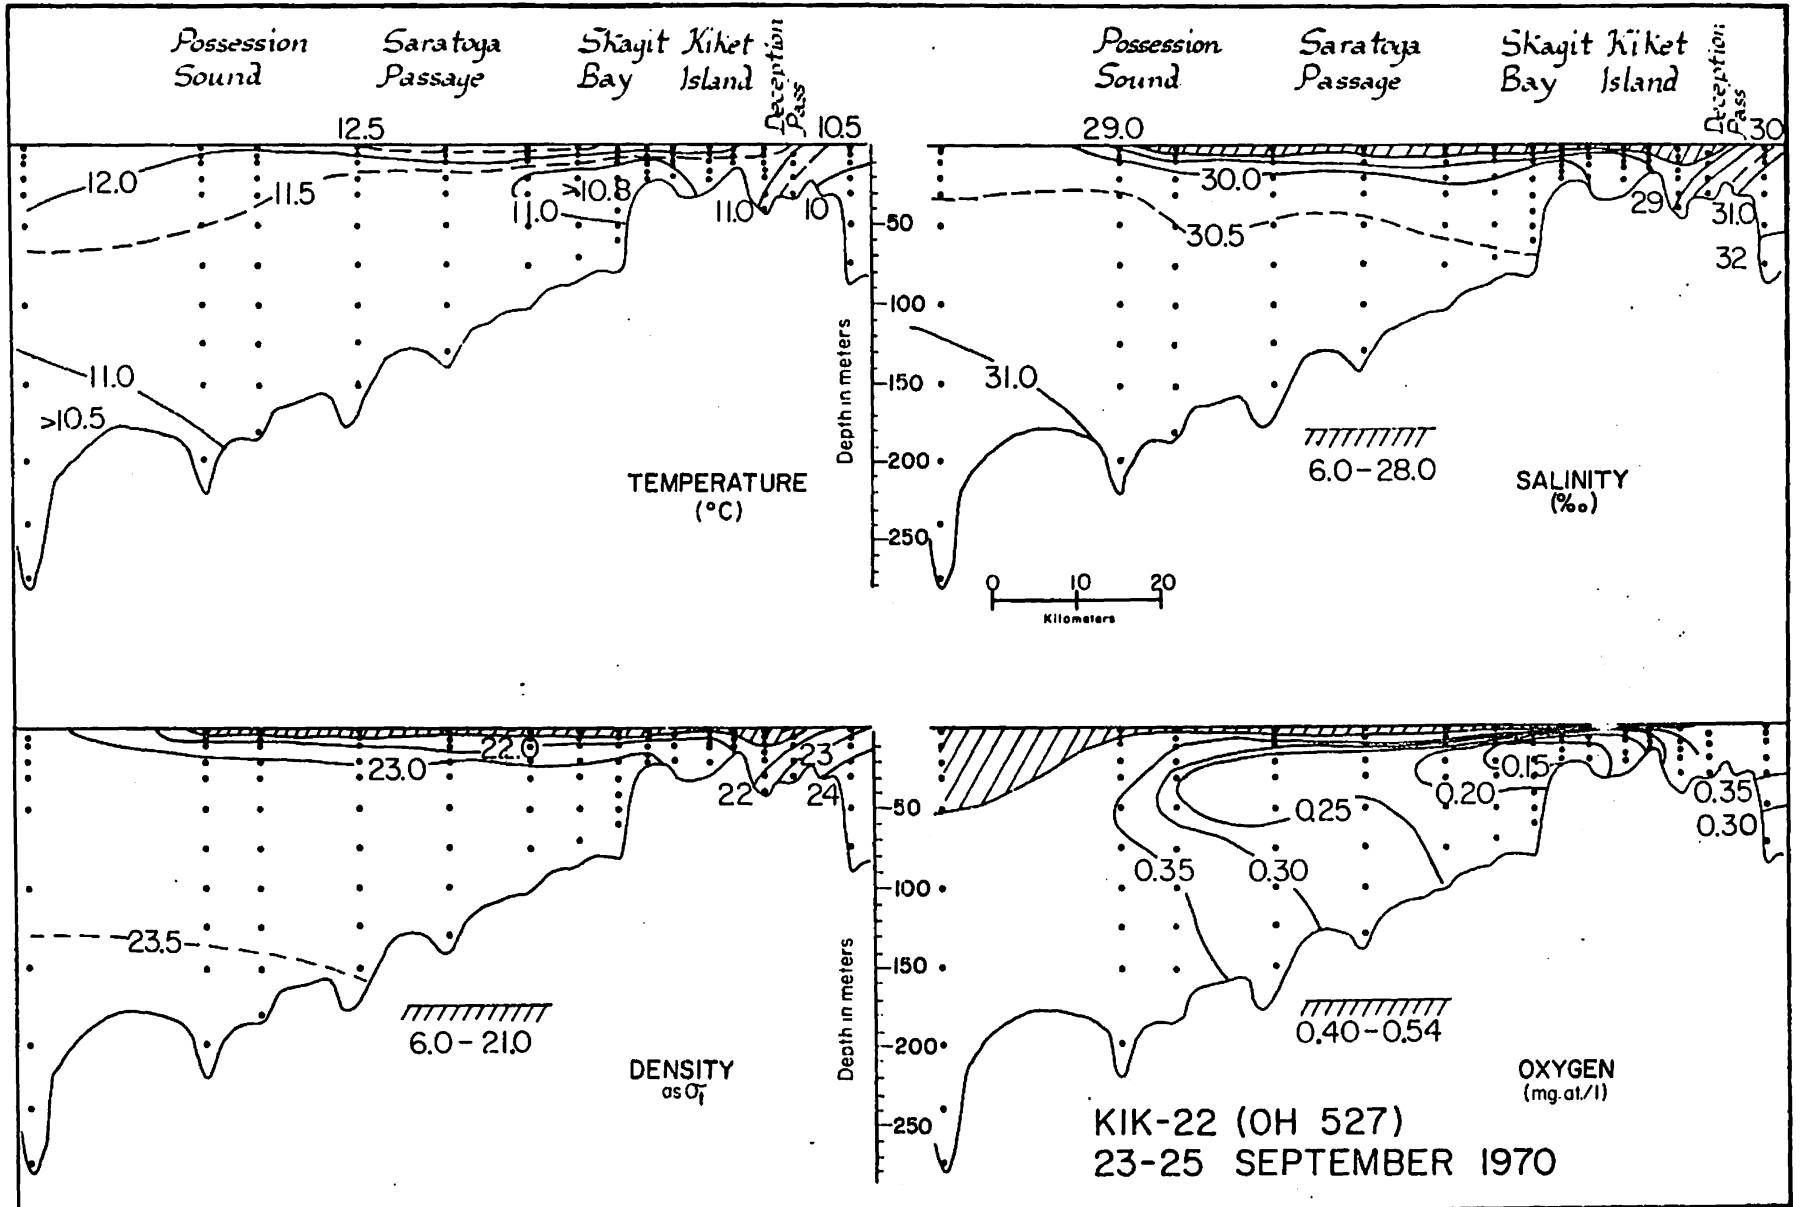 Possession Sound
Saratoga Passage
Skagit Bay
Kiket Island
Deception Pass
12.5
10.5
12.0
11.5
>10.8
11.0
11.0
10
11.0
>10.5
TEMPERATURE
(°C)
Depth in meters
50
100
150
200
250
Possession Sound
Saratoga Passage
Skagit Bay
Kiket Island
Deception Pass
29.0
30
30.0
30.5
29
31.0
32
31.0
6.0-28.0
SALINITY
(‰)
0 10 20
Kilometers
22.0
23.0
23
22
24
23.5
6.0-21.0
DENSITY
as σt
Depth in meters
50
100
150
200
250
0.15
0.20
0.25
0.35
0.30
0.35
0.30
0.40-0.54
OXYGEN
(mg.at./l)
KIK-22 (OH 527)
23-25 SEPTEMBER 1970